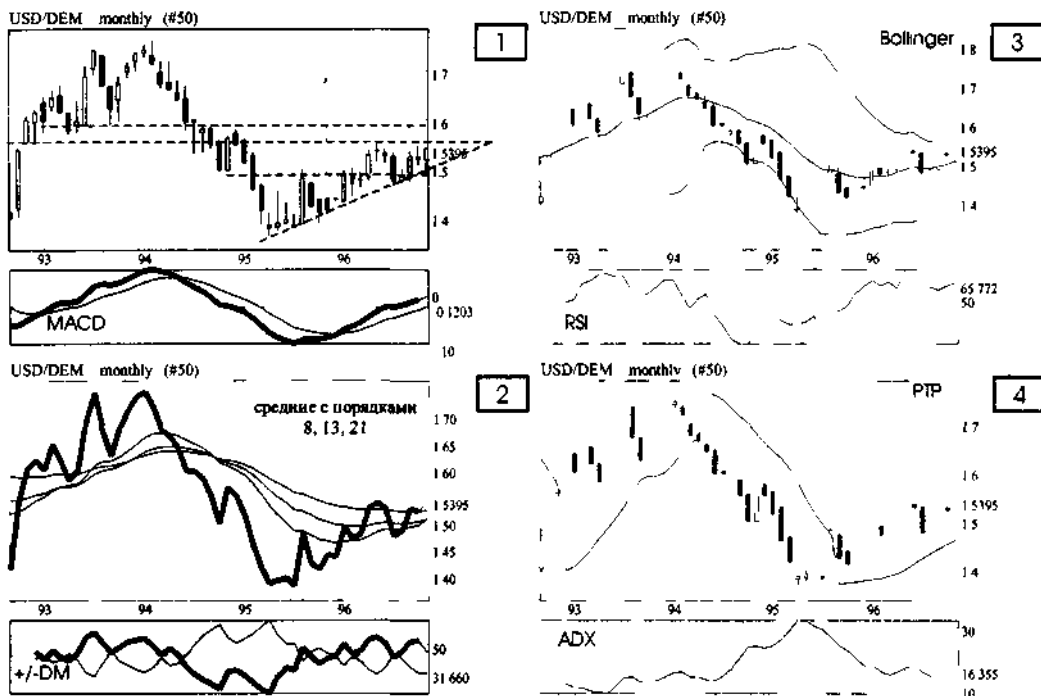 USD/DEM monthly (#50)
1
1 7
1 6
1 5395
1.5
1 4
93 94 95 96
MACD
0
-0 1203
10
USD/DEM monthly (#50)
3
Bollinger
1 8
1 7
1 6
1 5395
1 5
1 4
93 94 95 96
RSI
65 772
50
USD/DEM monthly (#50)
2
средние с порядками
8, 13, 21
1 70
1 65
1 60
1 5395
1 50
1 45
1 40
93 94 95 96
+/-DM
50
31 660
USD/DEM monthly (#50)
4
PTP
1.7
1 6
1 5395
1 5
1 4
93 94 95 96
ADX
30
16 355
10